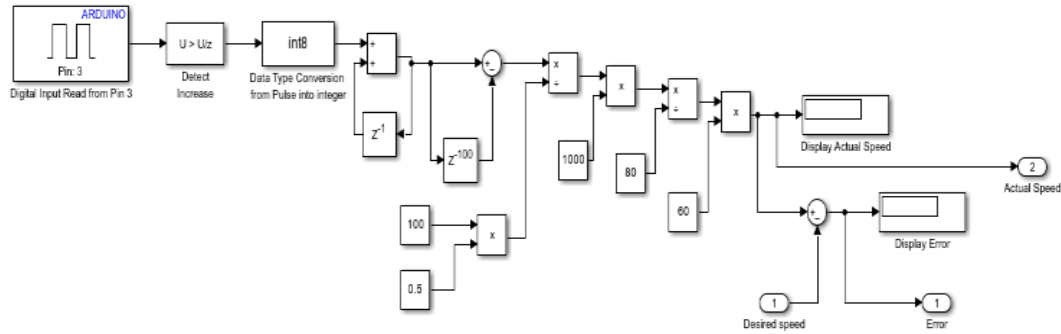 ARDUINO
Pin: 3
Digital Input Read from Pin 3
U > U/z
Detect
Increase
int8
Data Type Conversion
from Pulse into integer
+
+
z⁻¹
+_
z⁻¹⁰⁰
100
0.5
x
x
÷
1000
x
80
x
÷
60
x
Display Actual Speed
2
Actual Speed
+_
Display Error
1
Desired speed
1
Error